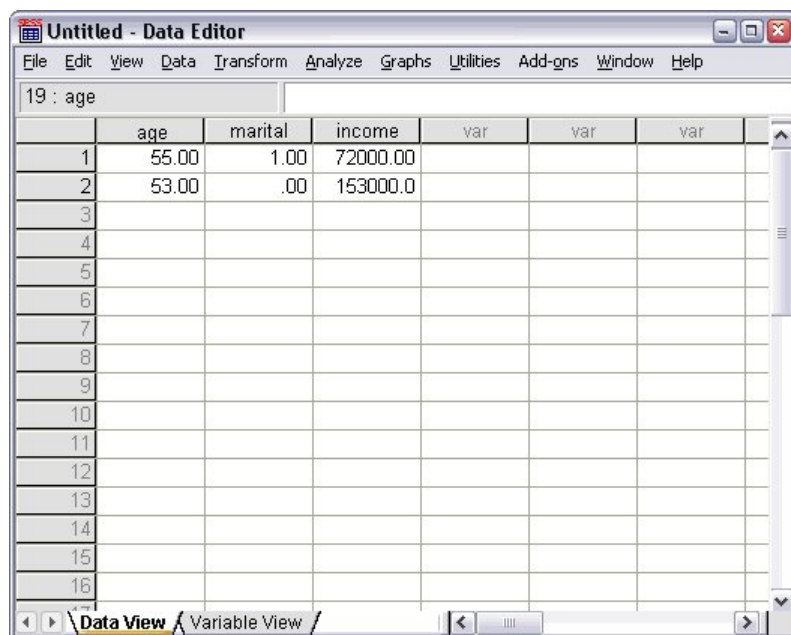 Untitled - Data Editor
File Edit View Data Transform Analyze Graphs Utilities Add-ons Window Help
19 : age
age marital income var var var
1 55.00 1.00 72000.00
2 53.00 .00 153000.0
3
4
5
6
7
8
9
10
11
12
13
14
15
16
Data View Variable View